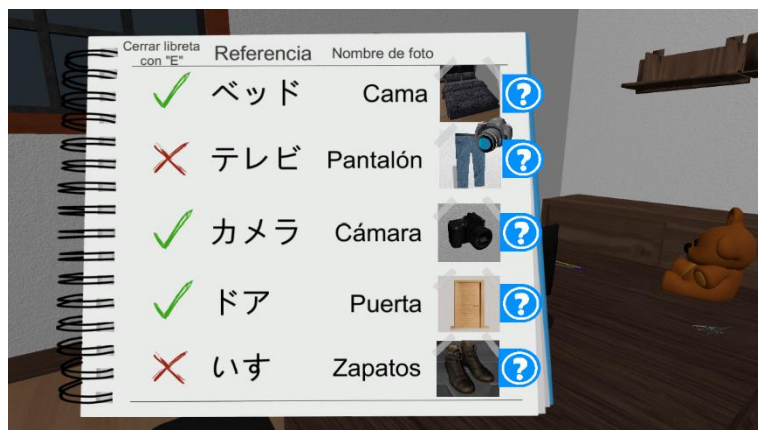 Cerrar libreta con "E" Referencia Nombre de foto
ベッド Cama ?
テレビ Pantalón ?
カメラ Cámara ?
ドア Puerta ?
いす Zapatos ?